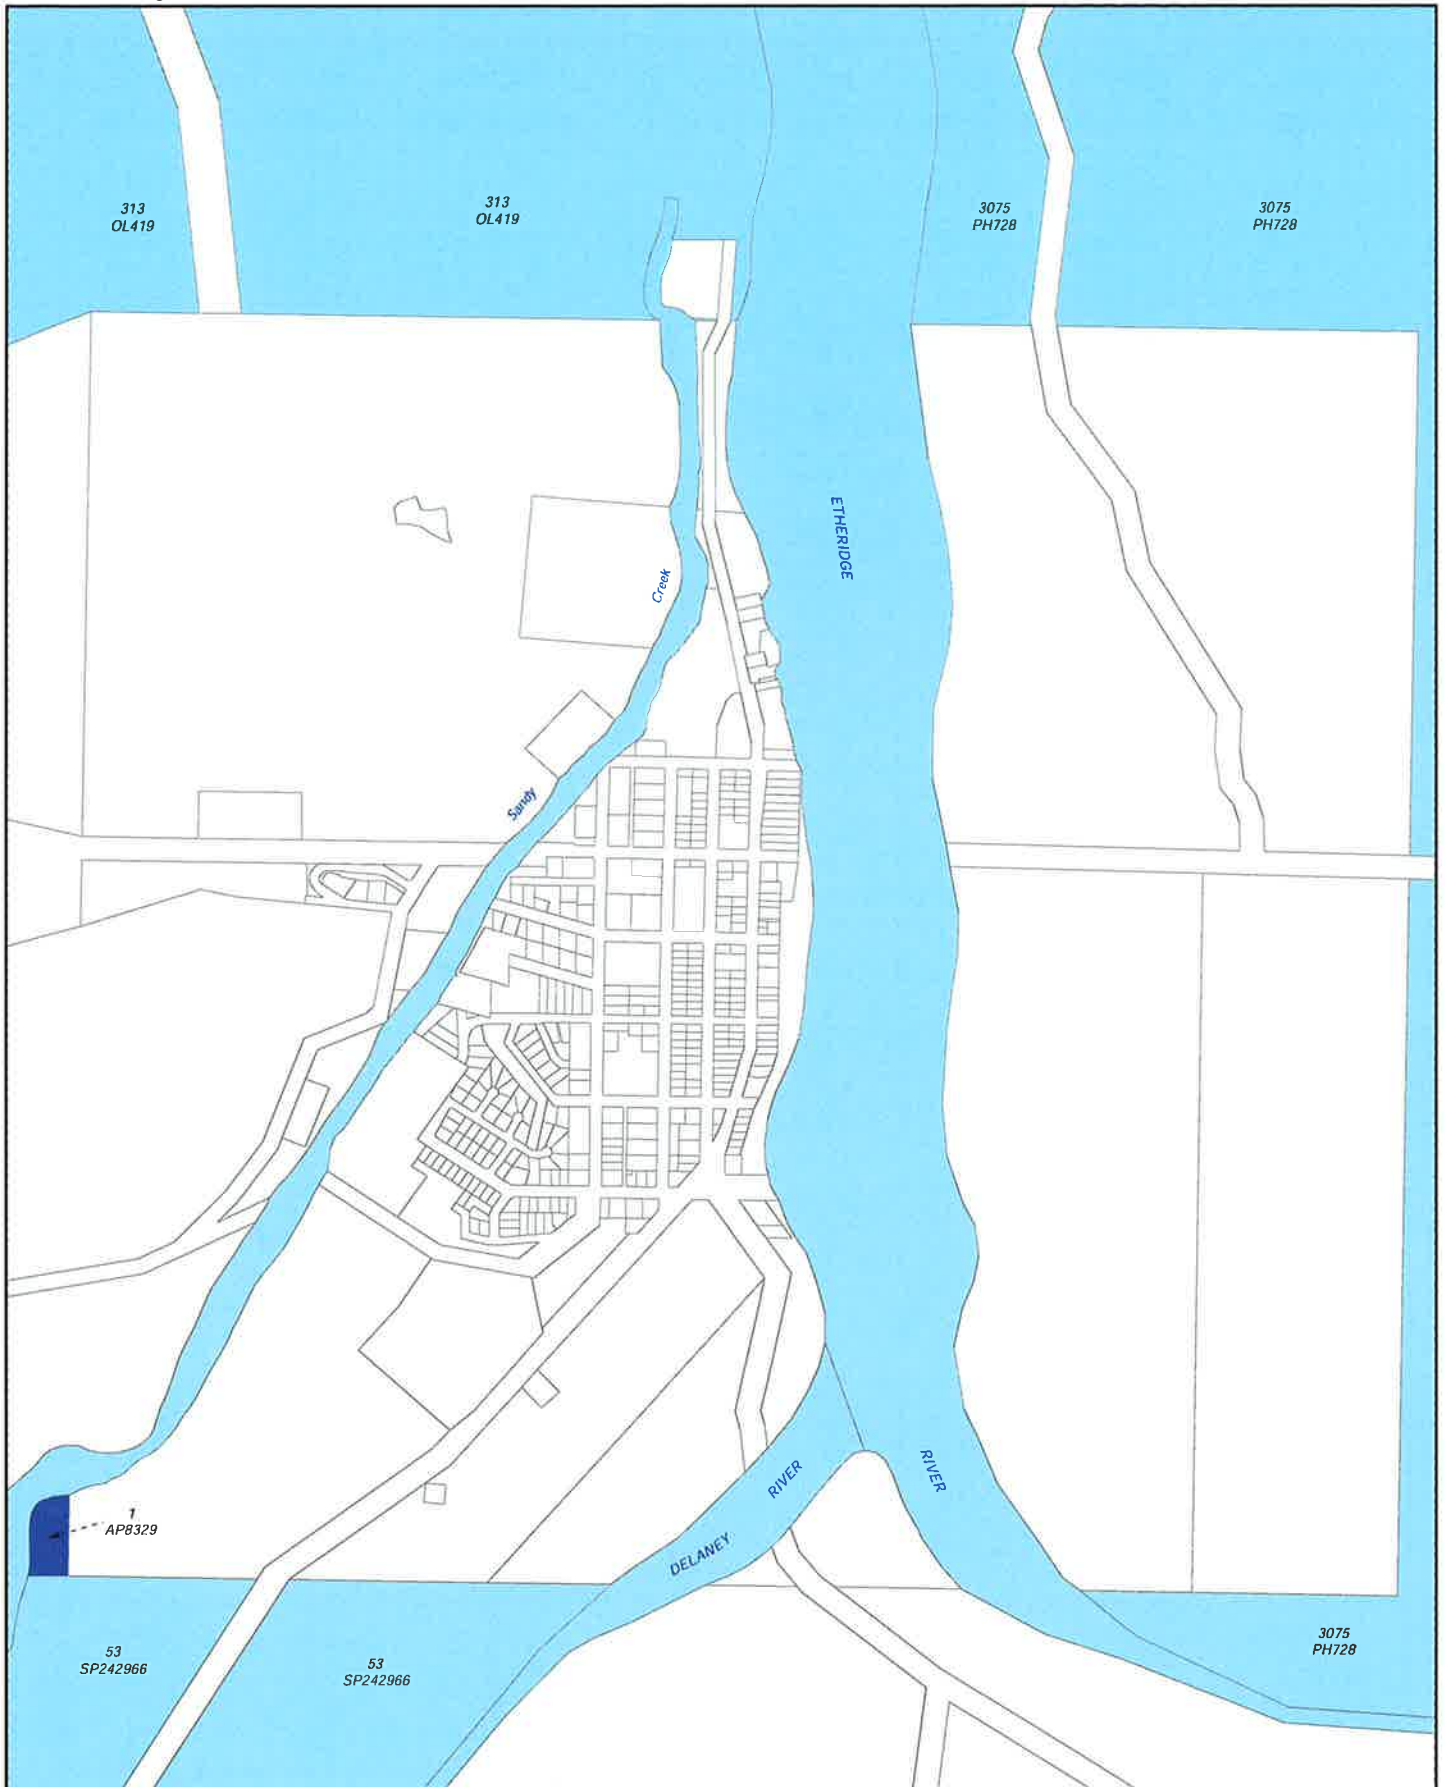 313
OL419
313
OL419
3075
PH728
3075
PH728
ETHERIDGE
Creek
Sandy
RIVER
RIVER
DELANEY
1
AP8329
53
SP242966
53
SP242966
3075
PH728